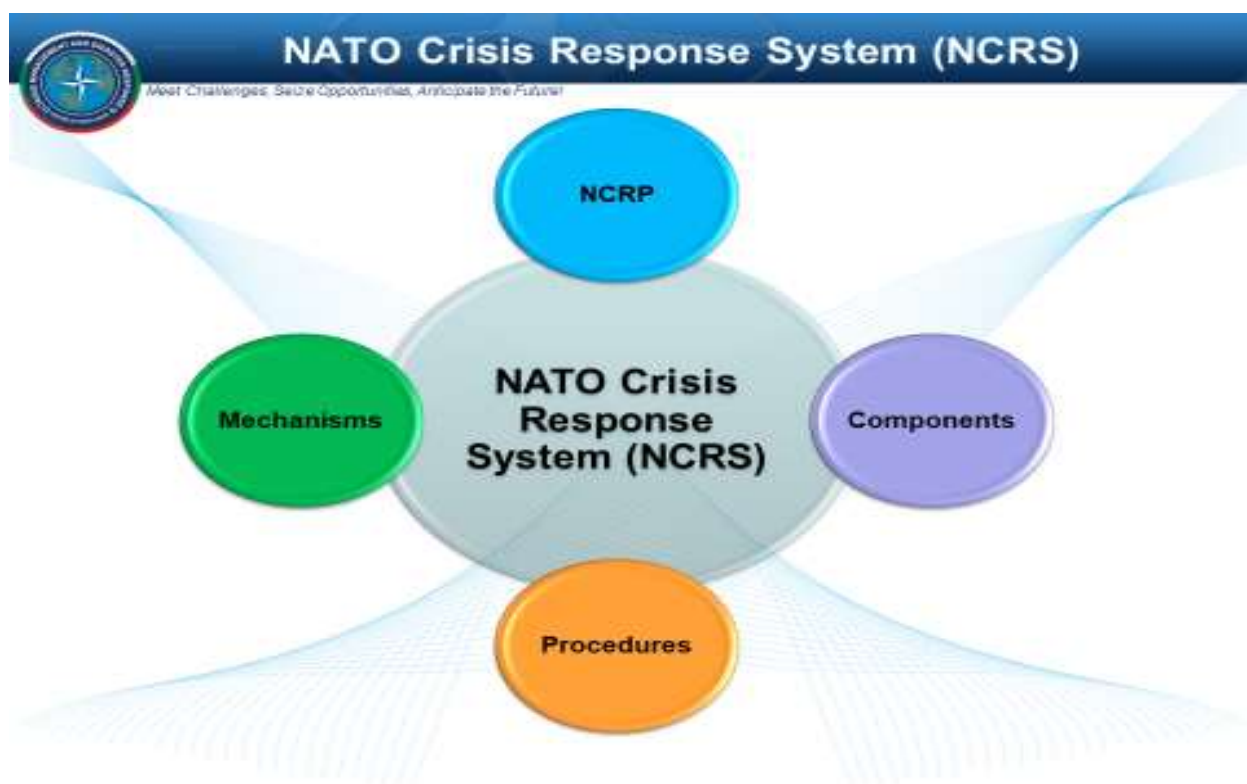 NATO Crisis Response System (NCRS)
Meet Challenges, Seize Opportunities, Anticipate the Future!
NCRP
Mechanisms
NATO Crisis
Response
System (NCRS)
Components
Procedures